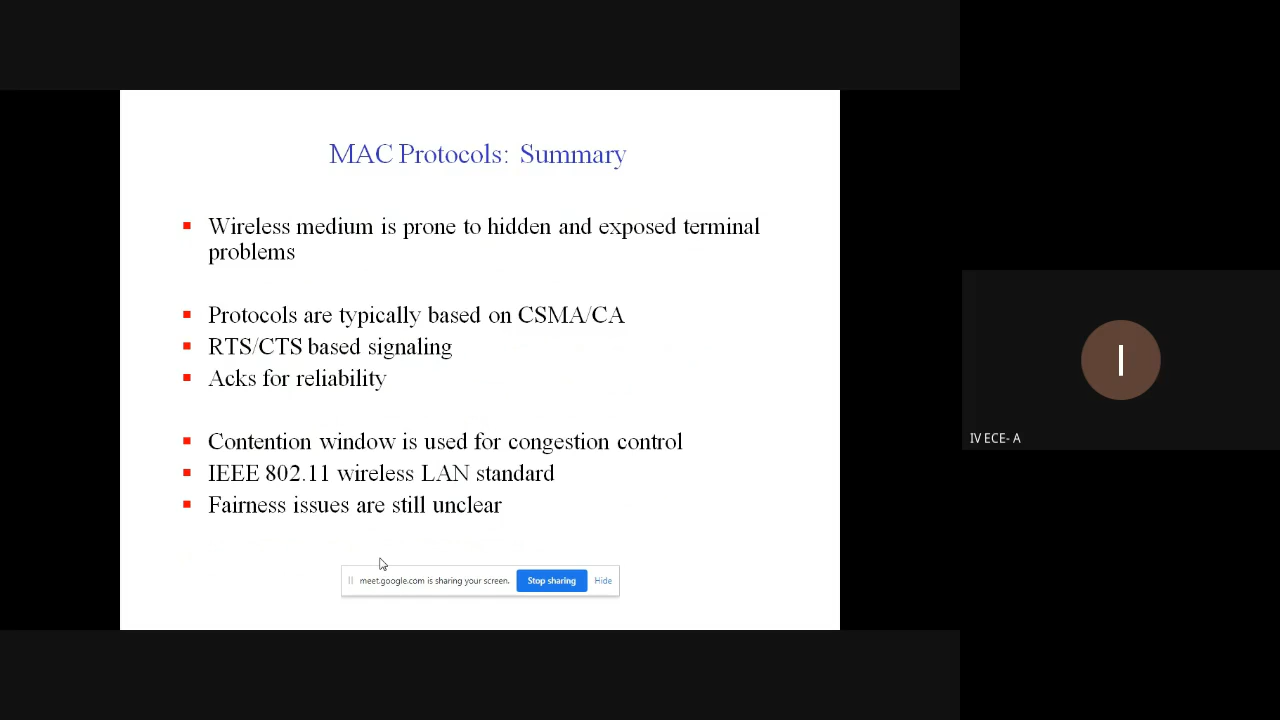 MAC Protocols: Summary
Wireless medium is prone to hidden and exposed terminal
problems
Protocols are typically based on CSMA/CA
RTS/CTS based signaling
Acks for reliability
Contention window is used for congestion control
IEEE 802.11 wireless LAN standard
Fairness issues are still unclear
meet.google.com is sharing your screen. Stop sharing Hide
I
IV ECE- A